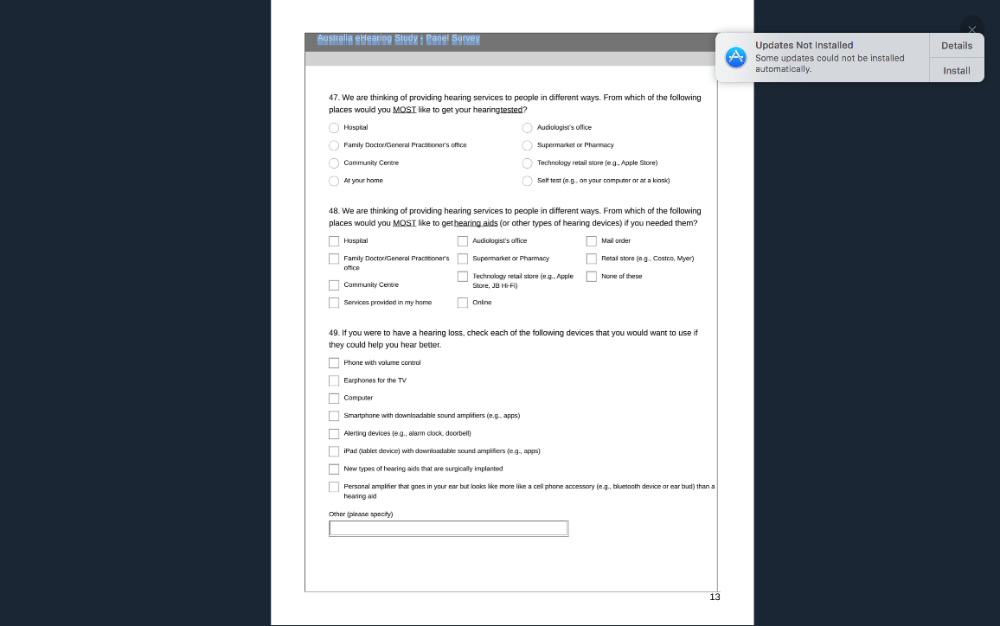 Australia eHearing Study - Panel Survey
Updates Not Installed
Some updates could not be installed
automatically.
Details
Install
47. We are thinking of providing hearing services to people in different ways. From which of the following
places would you MOST like to get your hearingtested?
Hospital
Audiologist's office
Family Doctor/General Practitioner's office
Supermarket or Pharmacy
Community Centre
Technology retail store (e.g., Apple Store)
At your home
Self test (e.g., on your computer or at a kiosk)
48. We are thinking of providing hearing services to people in different ways. From which of the following
places would you MOST like to get hearing aids (or other types of hearing devices) if you needed them?
Hospital
Audiologist's office
Mail order
Family Doctor/General Practitioner's
office
Supermarket or Pharmacy
Retail store (e.g., Costco, Myer)
Community Centre
Technology retail store (e.g., Apple
Store, JB Hi-Fi)
None of these
Services provided in my home
Online
49. If you were to have a hearing loss, check each of the following devices that you would want to use if
they could help you hear better.
Phone with volume control
Earphones for the TV
Computer
Smartphone with downloadable sound amplifiers (e.g., apps)
Alerting devices (e.g., alarm clock, doorbell)
iPad (tablet device) with downloadable sound amplifiers (e.g., apps)
New types of hearing aids that are surgically implanted
Personal amplifier that goes in your ear but looks like more like a cell phone accessory (e.g., bluetooth device or ear bud) than a
hearing aid
Other (please specify)
13